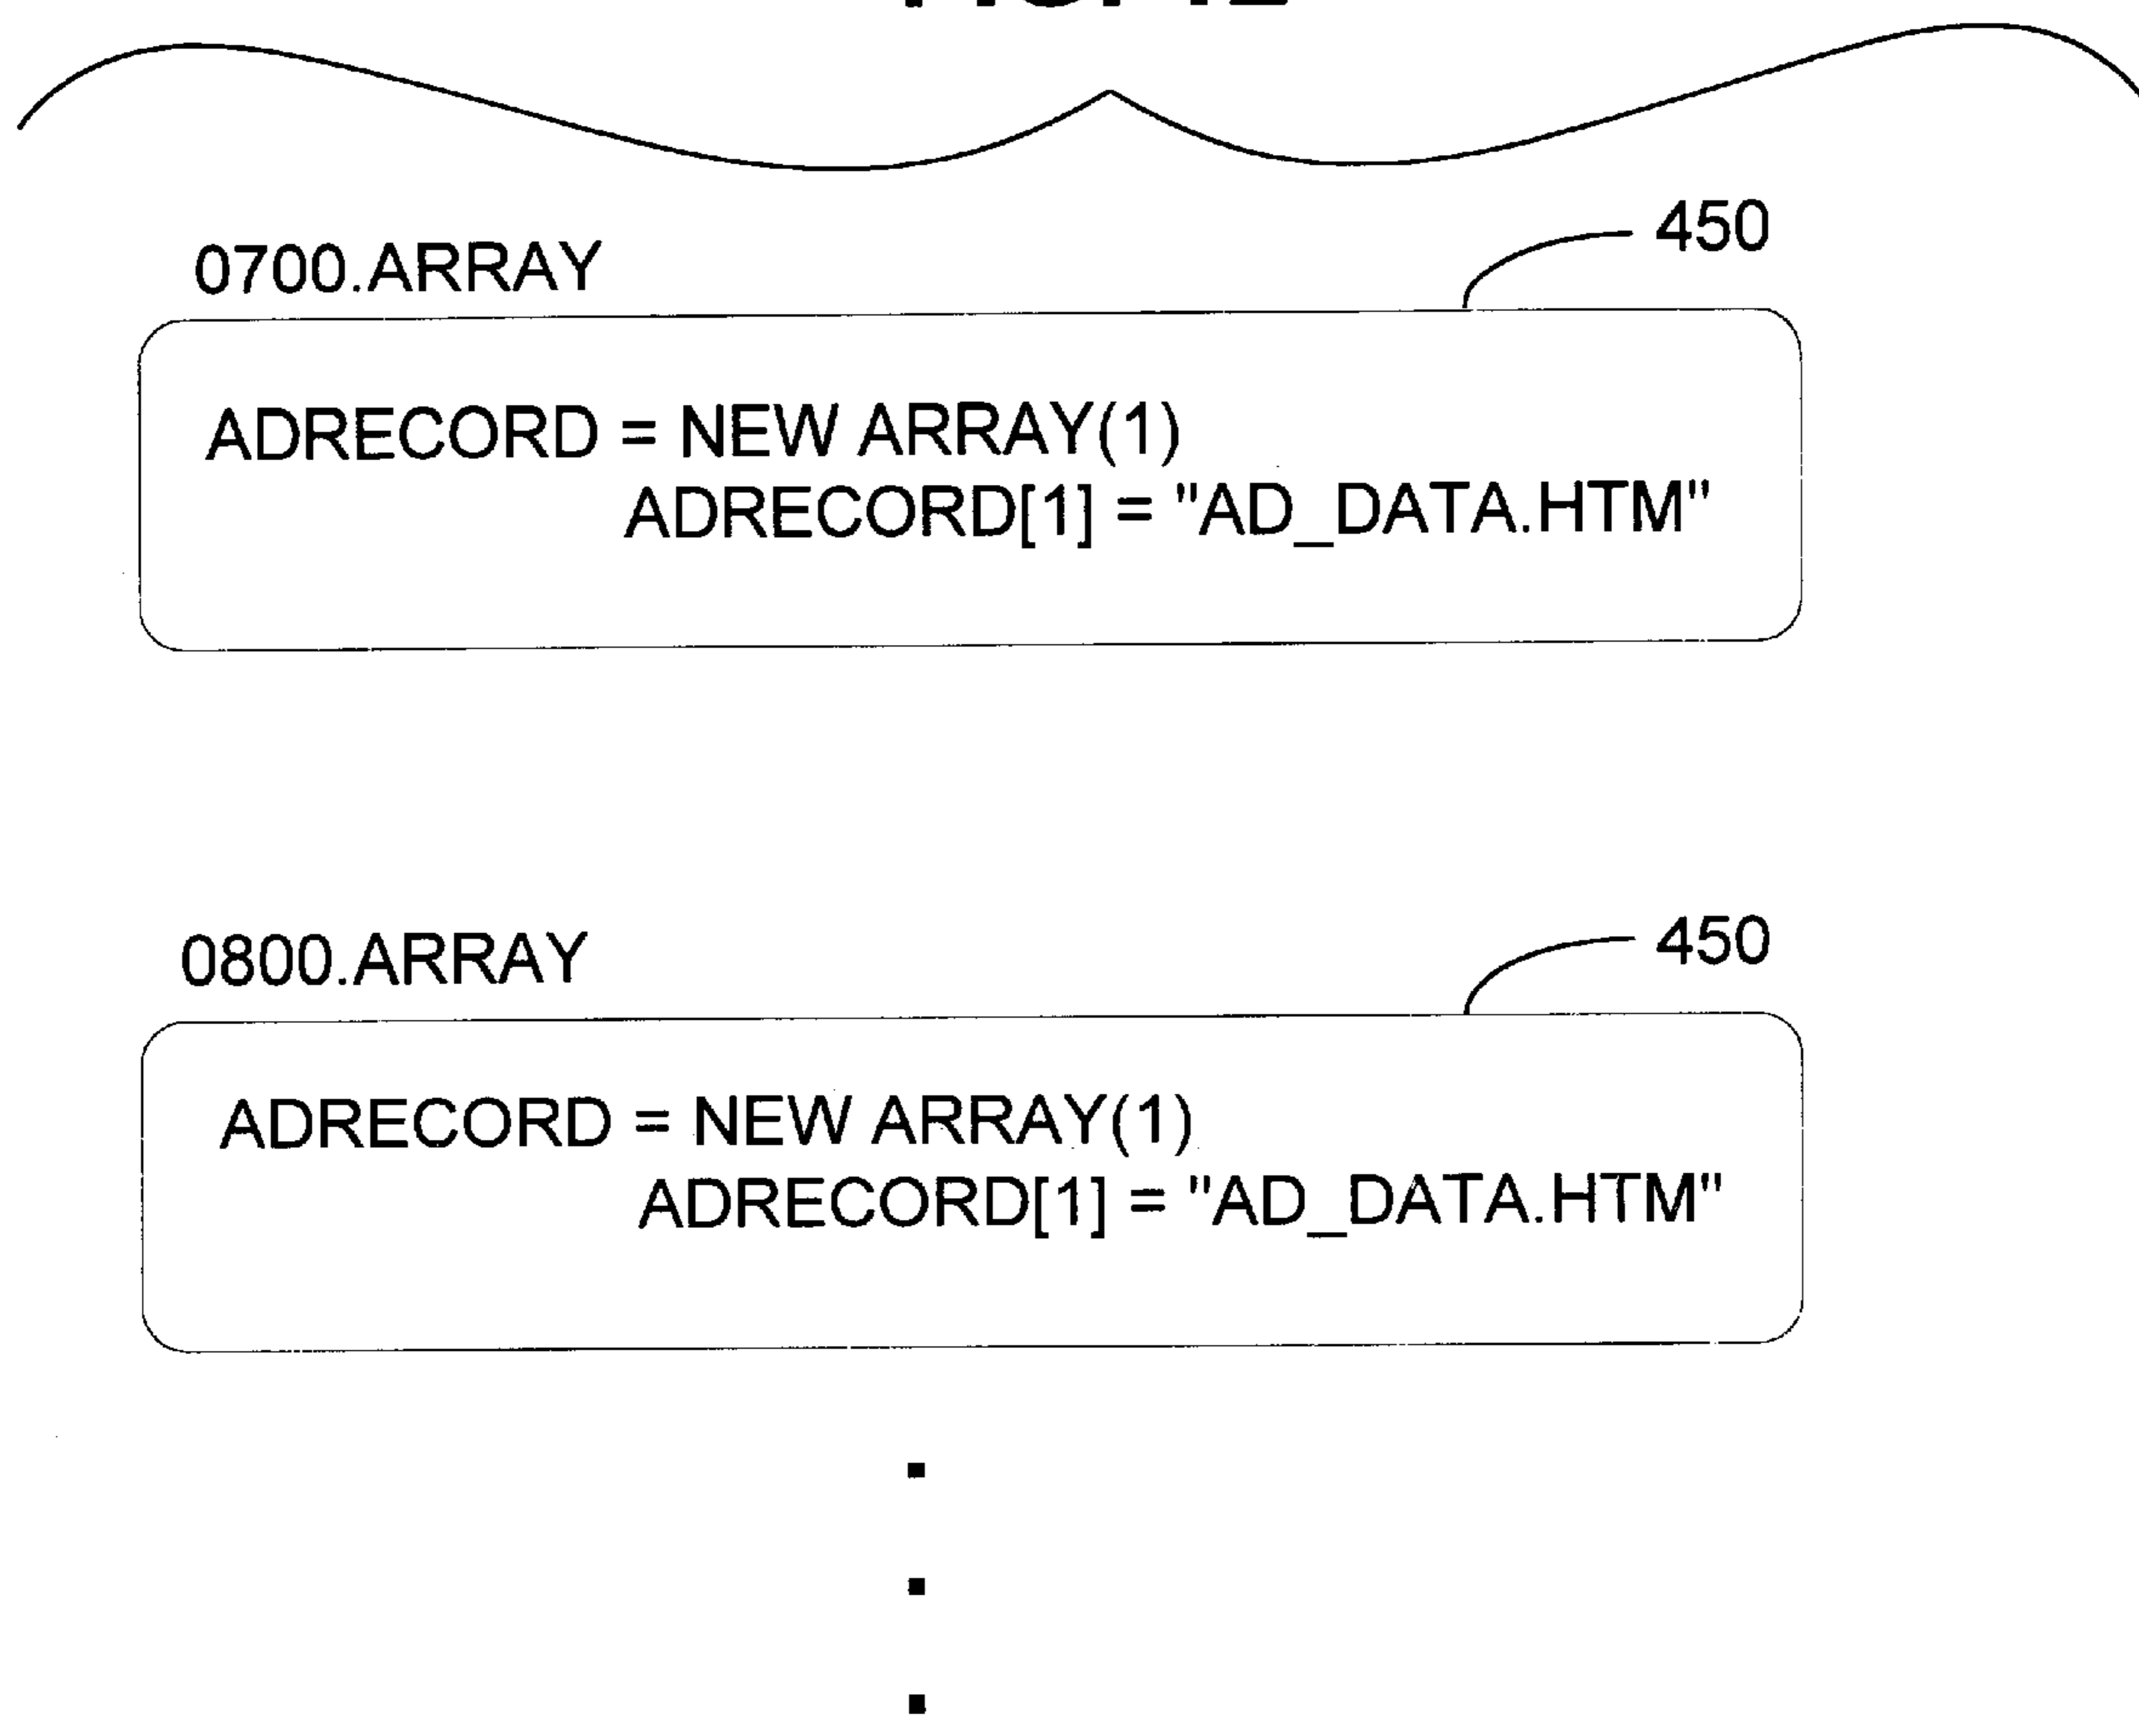 450
0700.ARRAY
ADRECORD = NEW ARRAY(1)
ADRECORD[1] = "AD_DATA.HTM"
450
0800.ARRAY
ADRECORD = NEW ARRAY(1)
ADRECORD[1] = "AD_DATA.HTM"